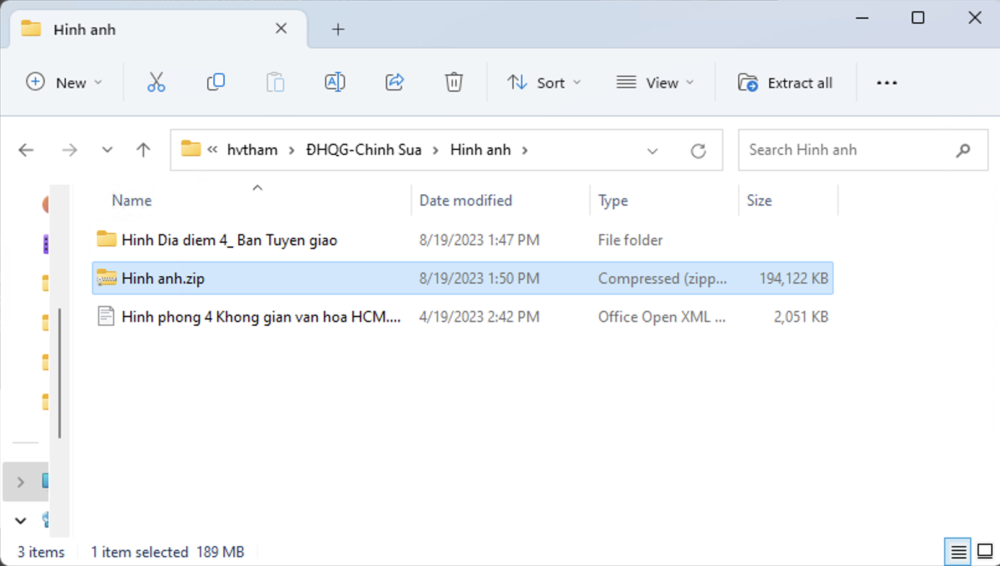 Hinh anh
New Sort View Extract all
« hvtham > ĐHQG-Chinh Sua > Hinh anh > Search Hinh anh
Name Date modified Type Size
Hinh Dia diem 4_ Ban Tuyen giao 8/19/2023 1:47 PM File folder
Hinh anh.zip 8/19/2023 1:50 PM Compressed (zipp... 194,122 KB
Hinh phong 4 Khong gian van hoa HCM.... 4/19/2023 2:42 PM Office Open XML ... 2,051 KB
3 items 1 item selected 189 MB